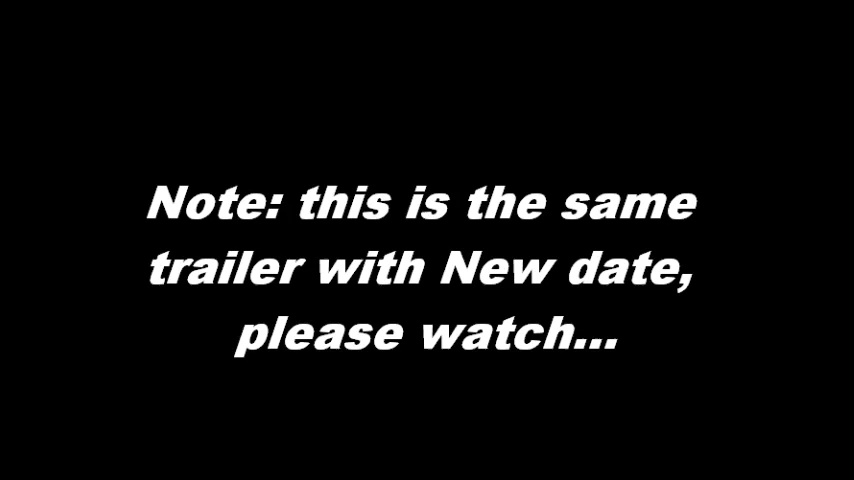 Note: this is the same
trailer with New date,
please watch...